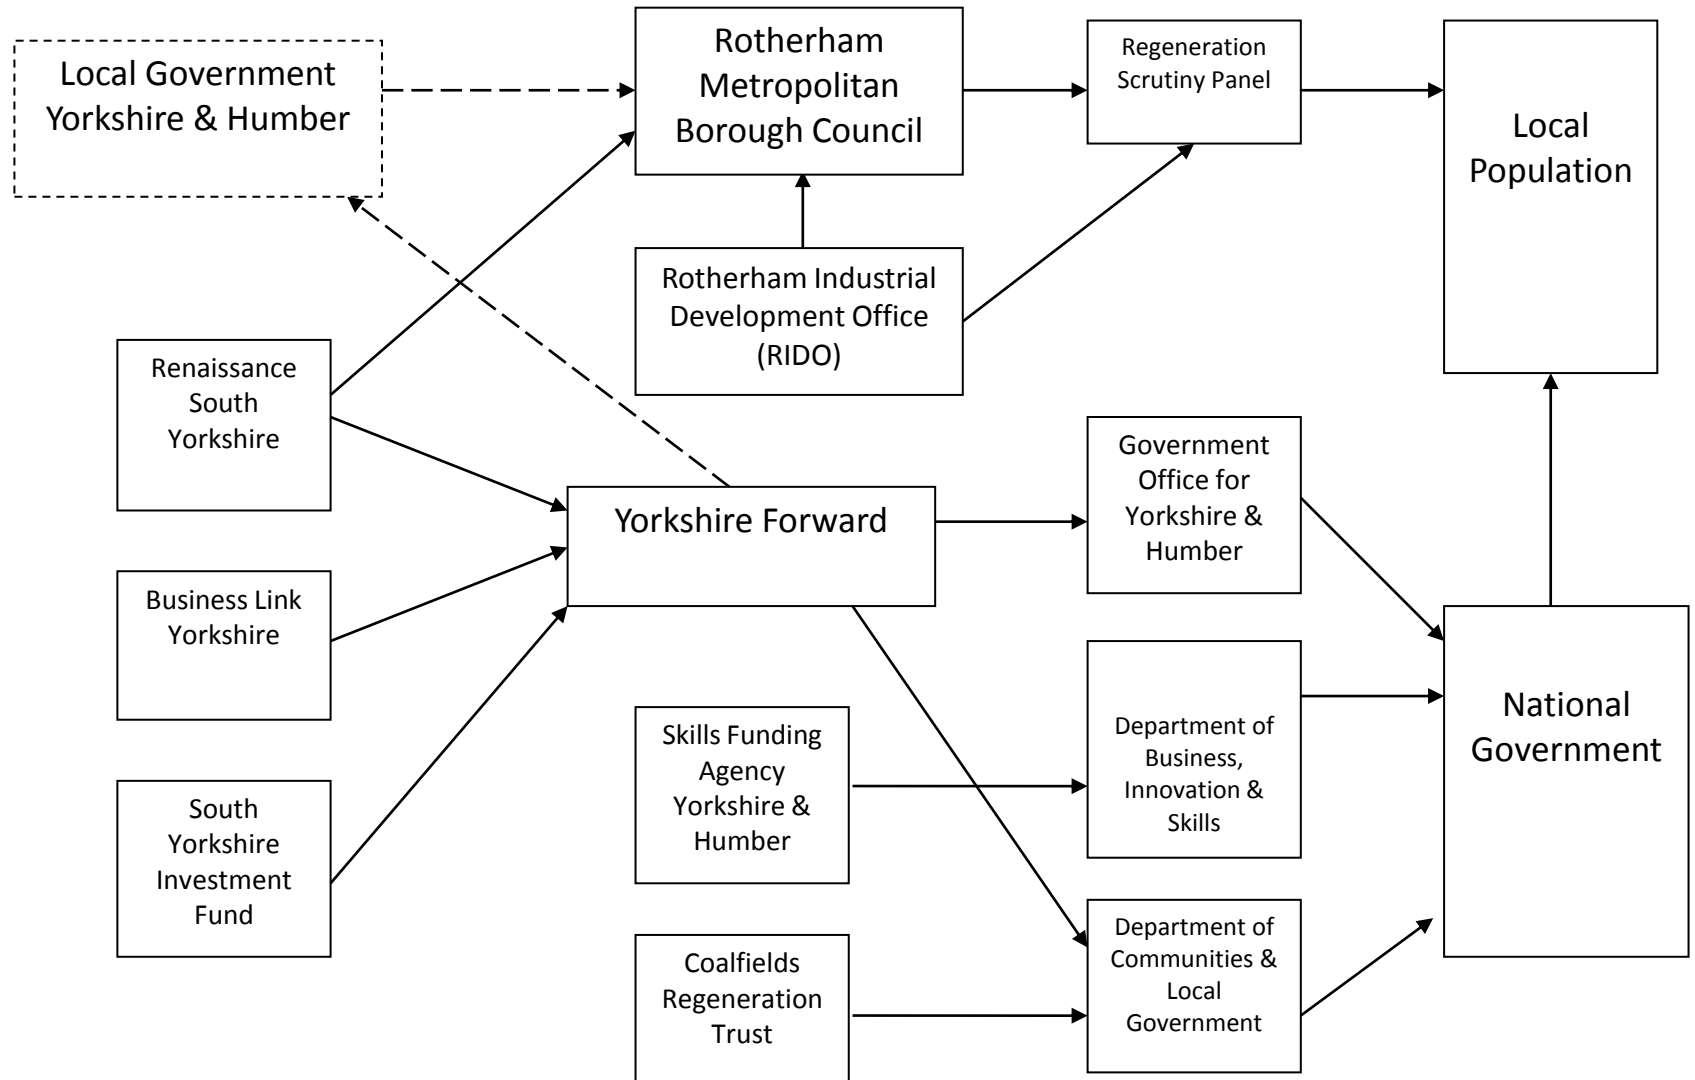 Local Government
Yorkshire & Humber
Rotherham
Metropolitan
Borough Council
Regeneration
Scrutiny Panel
Local
Population
Rotherham Industrial
Development Office
(RIDO)
Renaissance
South
Yorkshire
Yorkshire Forward
Government
Office for
Yorkshire &
Humber
Business Link
Yorkshire
Skills Funding
Agency
Yorkshire &
Humber
Department of
Business,
Innovation &
Skills
National
Government
South
Yorkshire
Investment
Fund
Coalfields
Regeneration
Trust
Department of
Communities &
Local
Government